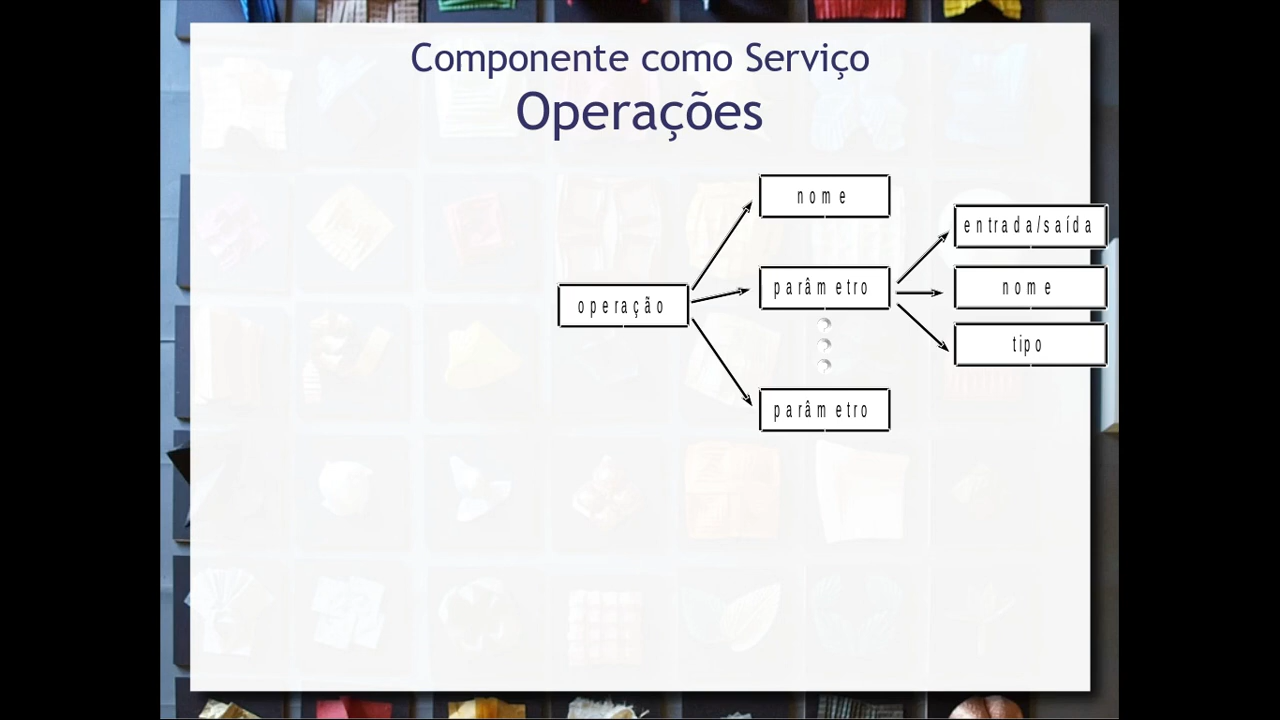 Componente como Serviço
Operações
nome
entrada/saída
parâmetro
nome
operação
tipo
parâmetro